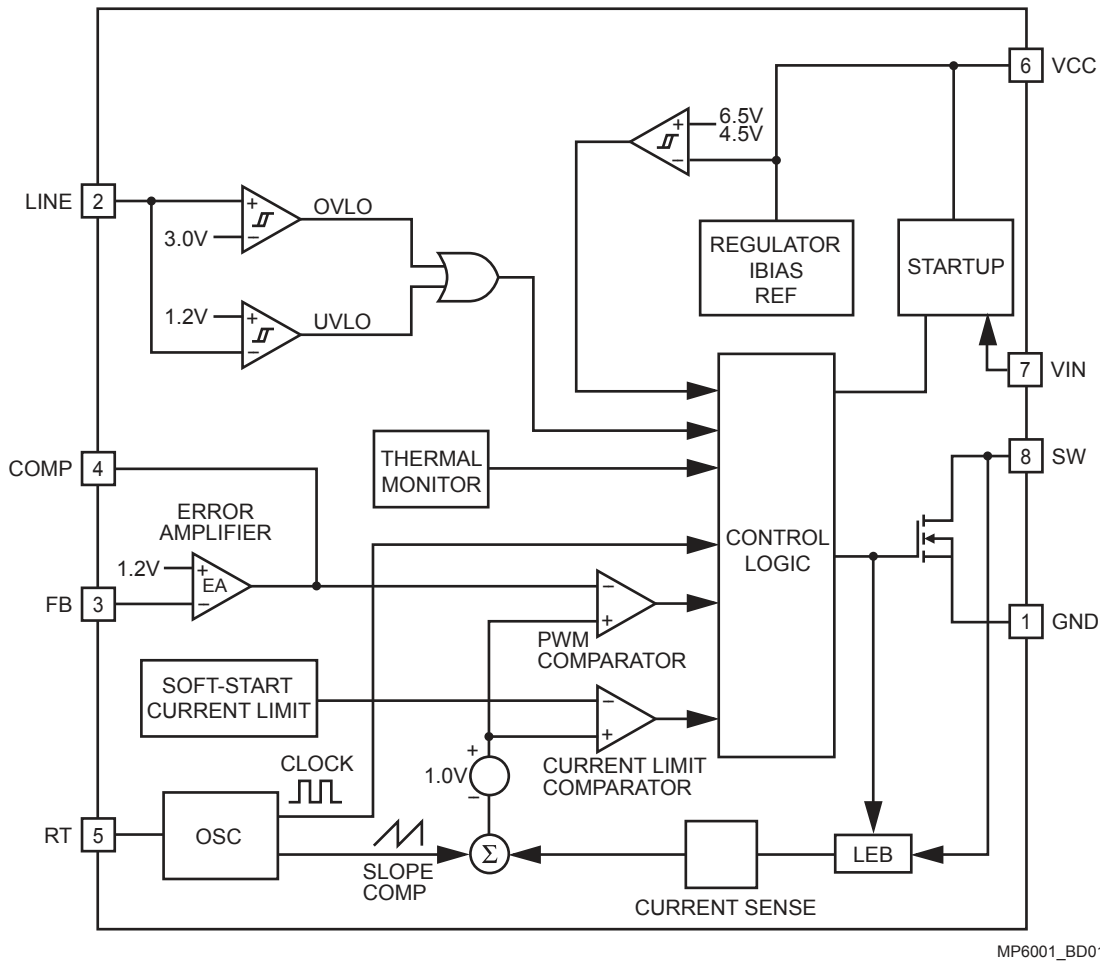 6 VCC
6.5V
4.5V
+
−
LINE 2
+
−
OVLO
3.0V
REGULATOR
IBIAS
REF
STARTUP
1.2V
+
−
UVLO
7 VIN
COMP 4
THERMAL
MONITOR
8 SW
ERROR
AMPLIFIER
CONTROL
LOGIC
1.2V
+
EA
−
FB 3
−
+
1 GND
PWM
COMPARATOR
SOFT-START
CURRENT LIMIT
−
+
CURRENT LIMIT
COMPARATOR
CLOCK
+
1.0V
−
RT 5
OSC
SLOPE
COMP
Σ
LEB
CURRENT SENSE
MP6001_BD01